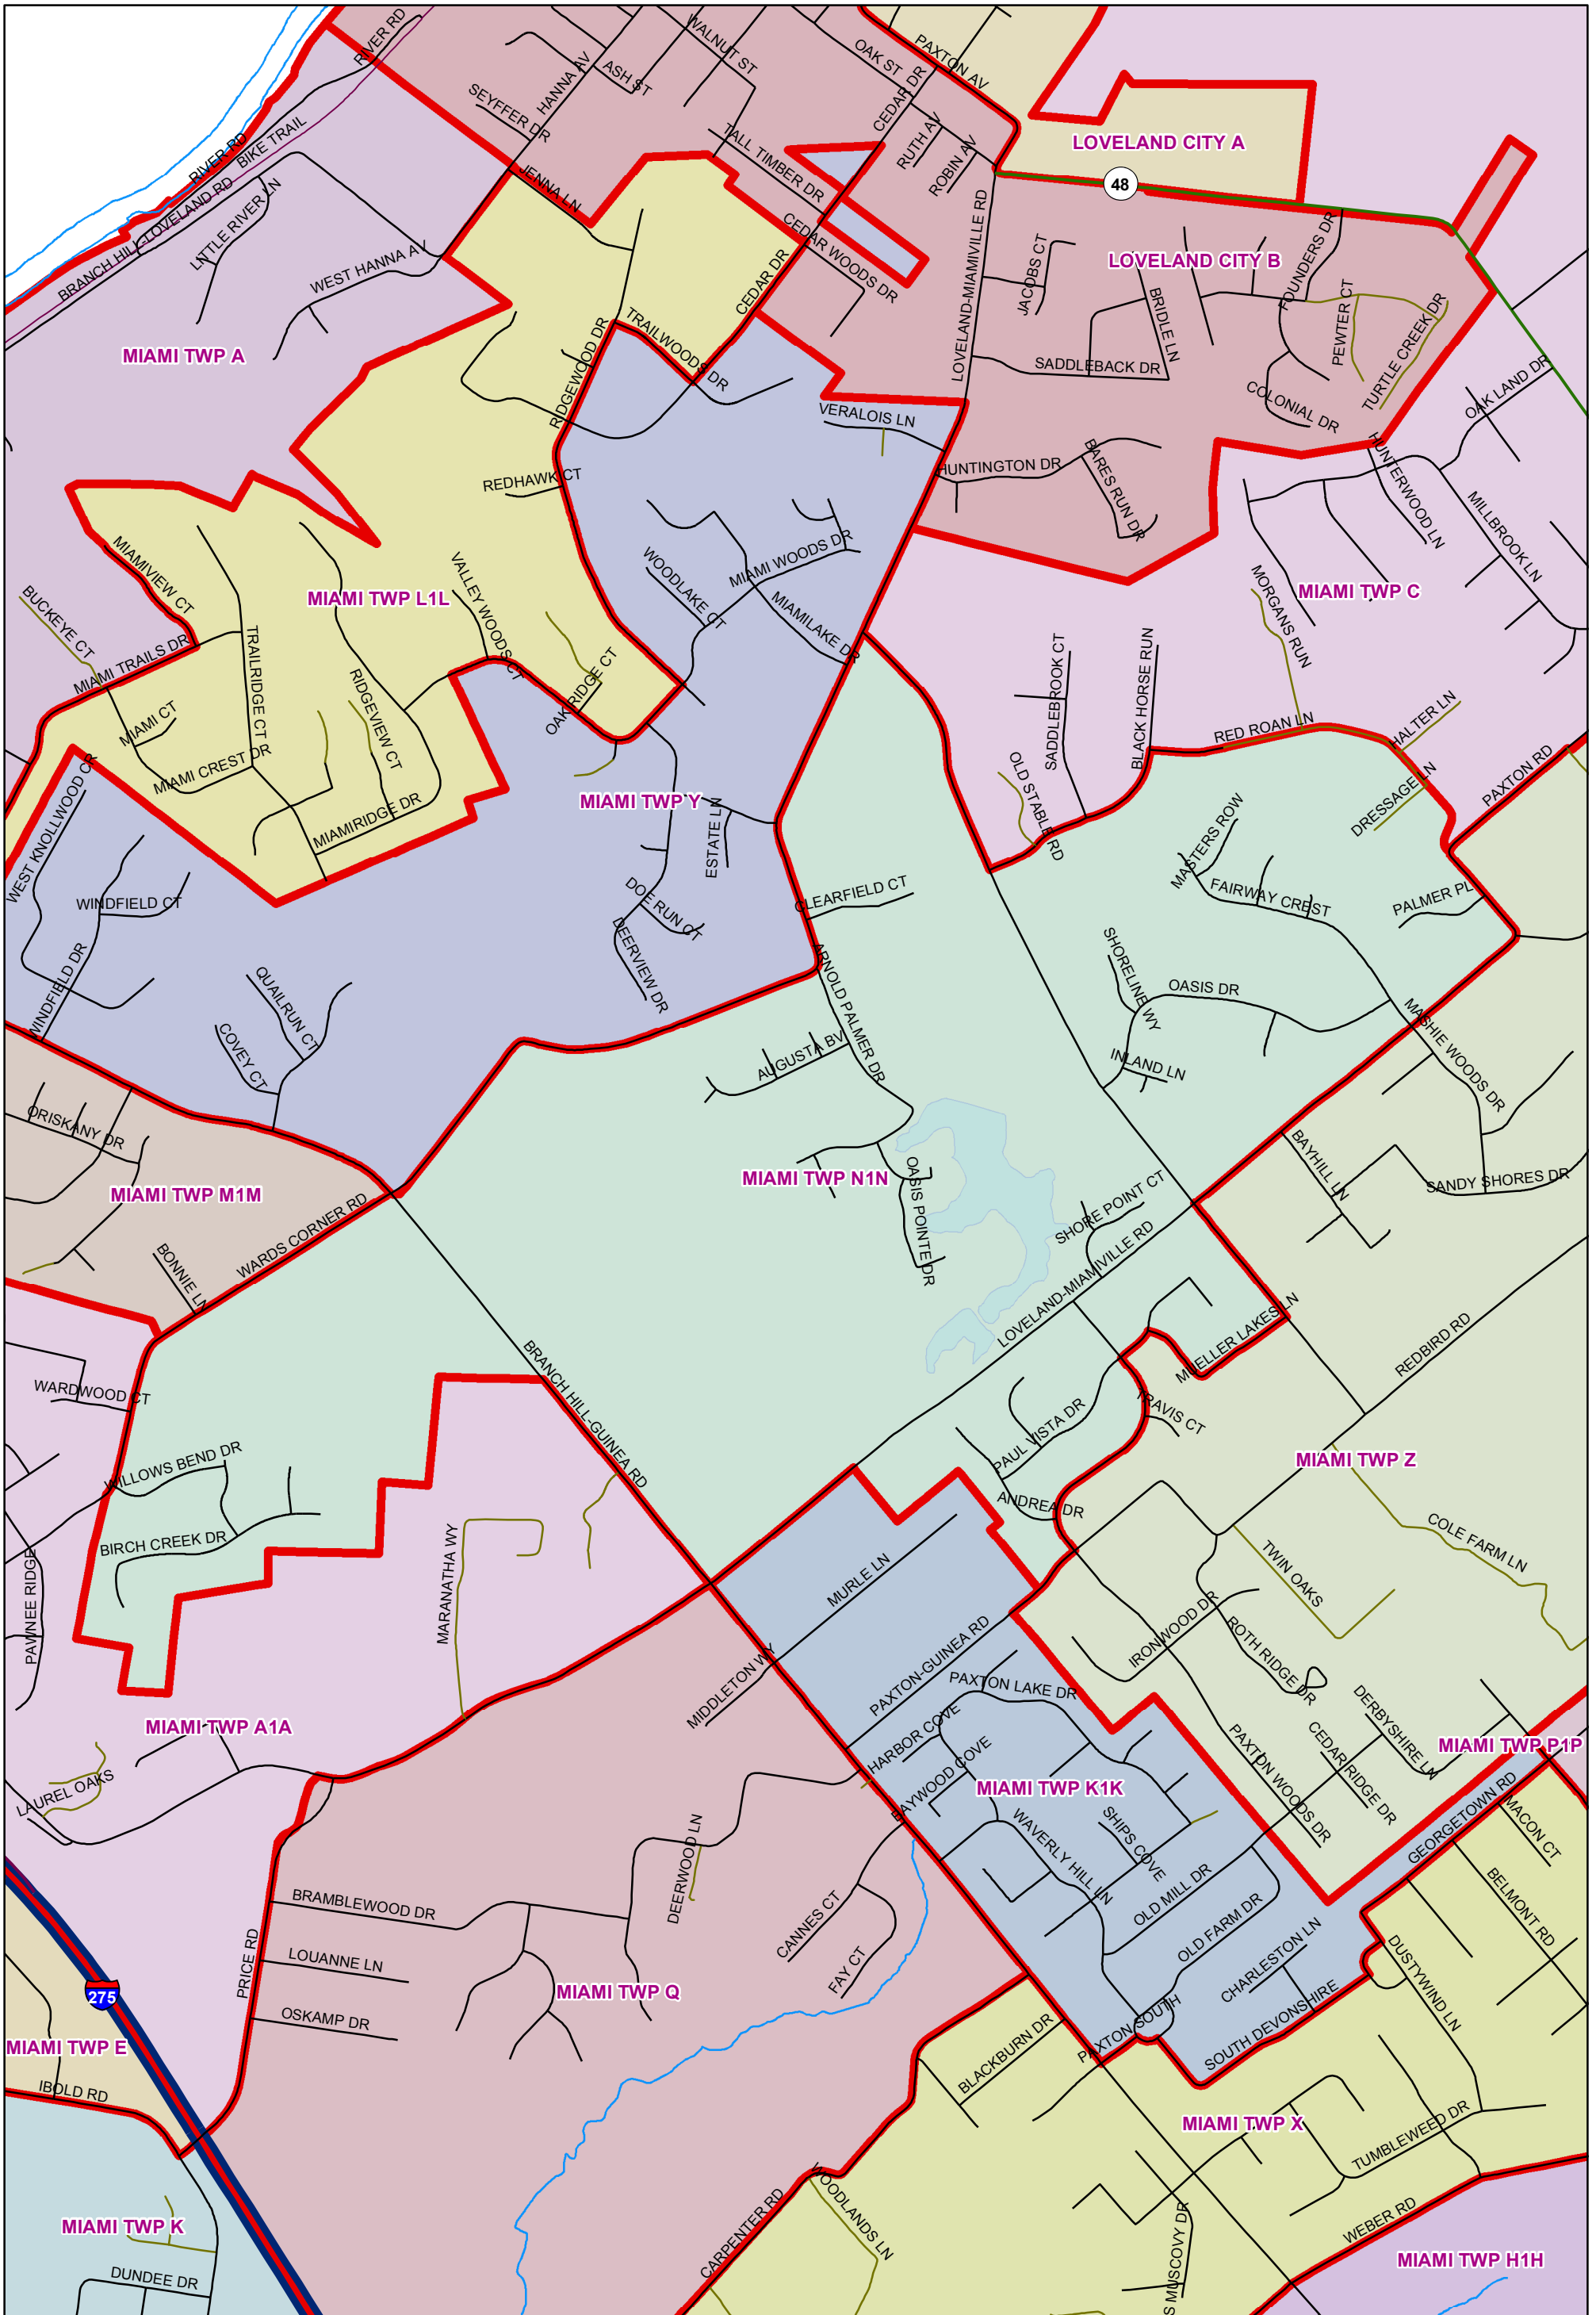 RIVER RD
WALNUT ST
OAK ST
PAXTON AV
HANNA AV
ASH ST
SEYFFER DR
CEDAR DR
RUTH AV
ROBIN AV
LOVELAND CITY A
RIVER RD
BIKE TRAIL
TALL TIMBER DR
JENNA LN
48
BRANCH HILL-LOVELAND RD
LITTLE RIVER LN
WEST HANNA AV
CEDAR WOODS DR
CEDAR DR
LOVELAND-MIAMIVILLE RD
JACOBS CT
LOVELAND CITY B
FOUNDERS DR
BRIDLE LN
PEWTER CT
TURTLE CREEK DR
MIAMI TWP A
TRAILWOODS DR
RIDGEWOOD DR
SADDLEBACK DR
COLONIAL DR
OAK LAND DR
VERALOIS LN
REDHAWK CT
HUNTINGTON DR
BARES RUN DR
HUNTERWOOD LN
MILLBROOK LN
MIAMIVIEW CT
VALLEY WOODS CT
WOODLAKE CT
MIAMI WOODS DR
MIAMILAKE DR
MIAMI TWP L1L
MORGANS RUN
MIAMI TWP C
BUCKEYE CT
MIAMI TRAILS DR
TRAILRIDGE CT
RIDGEVIEW CT
OAK RIDGE CT
SADDLEBROOK CT
BLACK HORSE RUN
RED ROAN LN
HALTER LN
MIAMI CT
MIAMI CREST DR
MIAMIRIDGE DR
MIAMI TWP Y
OLD STABLE RD
PAXTON RD
DRESSAGE LN
WEST KNOLLWOOD CR
ESTATE LN
MASTERS ROW
WINDFIELD CT
DOE RUN CT
CLEARFIELD CT
FAIRWAY CREST
PALMER PL
WINDFIELD DR
QUAILRUN CT
COVEY CT
DEERVIEW DR
ARNOLD PALMER DR
SHORELINE WY
OASIS DR
MASHIE WOODS DR
AUGUSTA BV
INLAND LN
ORISKANY DR
BAYHILL LN
SANDY SHORES DR
MIAMI TWP M1M
MIAMI TWP N1N
OASIS POINTE DR
SHORE POINT CT
WARDS CORNER RD
BONNIE LN
LOVELAND-MIAMIVILLE RD
MUELLER LAKES LN
REDBIRD RD
BRANCH HILL-GUINEA RD
WARDWOOD CT
PAUL VISTA DR
TRAVIS CT
MIAMI TWP Z
WILLOWS BEND DR
ANDREA DR
COLE FARM LN
BIRCH CREEK DR
PAWNEE RIDGE
MARANATHA WY
MURLE LN
TWIN OAKS
IRONWOOD DR
ROTH RIDGE DR
PAXTON-GUINEA RD
MIDDLETON WY
PAXTON LAKE DR
MIAMI TWP A1A
HARBOR COVE
BAYWOOD COVE
MIAMI TWP K1K
PAXTON WOODS DR
CEDAR RIDGE DR
DERBYSHIRE LN
MIAMI TWP P1P
LAUREL OAKS
WAVERLY HILL LN
SHIPS COVE
GEORGETOWN RD
MACON CT
BELMONT RD
DEERWOOD LN
BRAMBLEWOOD DR
OLD MILL DR
OLD FARM DR
CANNES CT
FAY CT
CHARLESTON LN
DUSTYWIND LN
PRICE RD
LOUANNE LN
MIAMI TWP Q
275
OSKAMP DR
SOUTH DEVONSHIRE
PAXTON SOUTH
BLACKBURN DR
MIAMI TWP E
IBOLD RD
MIAMI TWP X
TUMBLEWEED DR
MIAMI TWP K
WOODLANDS LN
CARPENTER RD
WEBER RD
S MUSCOVY DR
MIAMI TWP H1H
DUNDEE DR